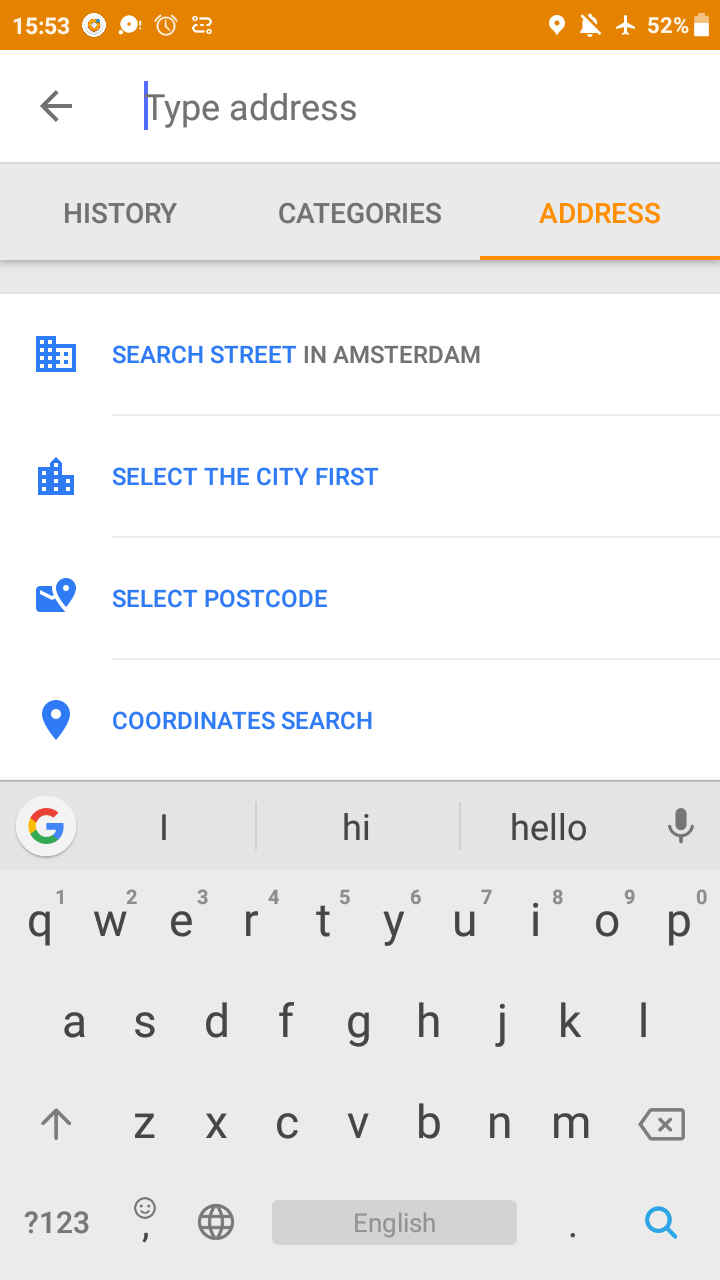 15:53 52%
Type address
HISTORY CATEGORIES ADDRESS
SEARCH STREET IN AMSTERDAM
SELECT THE CITY FIRST
SELECT POSTCODE
COORDINATES SEARCH
I hi hello
1 2 3 4 5 6 7 8 9 0
q w e r t y u i o p
a s d f g h j k l
z x c v b n m
?123 , English .